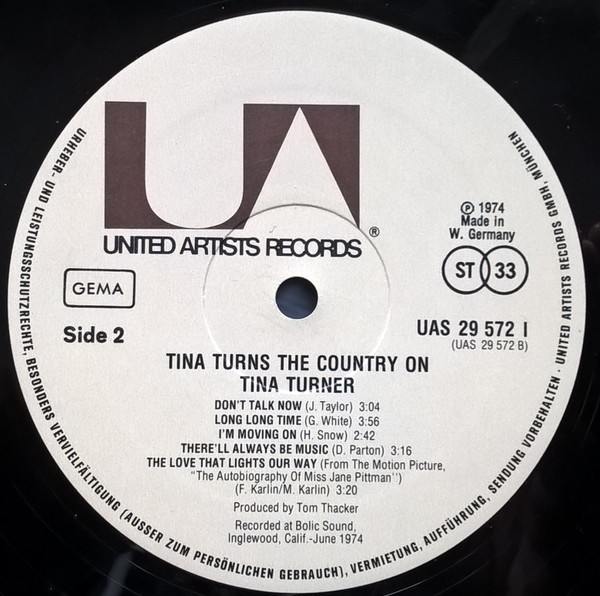 UA
UNITED ARTISTS RECORDS®
℗ 1974
Made in
W. Germany
GEMA
ST 33
Side 2
UAS 29 572 I
(UAS 29 572 B)
TINA TURNS THE COUNTRY ON
TINA TURNER
DON'T TALK NOW (J. Taylor) 3:04
LONG LONG TIME (G. White) 3:56
I'M MOVING ON (H. Snow) 2:42
THERE'LL ALWAYS BE MUSIC (D. Parton) 3:16
THE LOVE THAT LIGHTS OUR WAY (From The Motion Picture,
"The Autobiography Of Miss Jane Pittman'')
(F. Karlin/M. Karlin) 3:20
Produced by Tom Thacker
Recorded at Bolic Sound,
Inglewood, Calif.-June 1974
URHEBER- UND LEISTUNGSSCHUTZRECHTE, BESONDERS VERVIELFÄLTIGUNG (AUSSER ZUM PERSÖNLICHEN GEBRAUCH), VERMIETUNG, AUFFÜHRUNG, SENDUNG VORBEHALTEN · UNITED ARTISTS RECORDS GMBH, MÜNCHEN